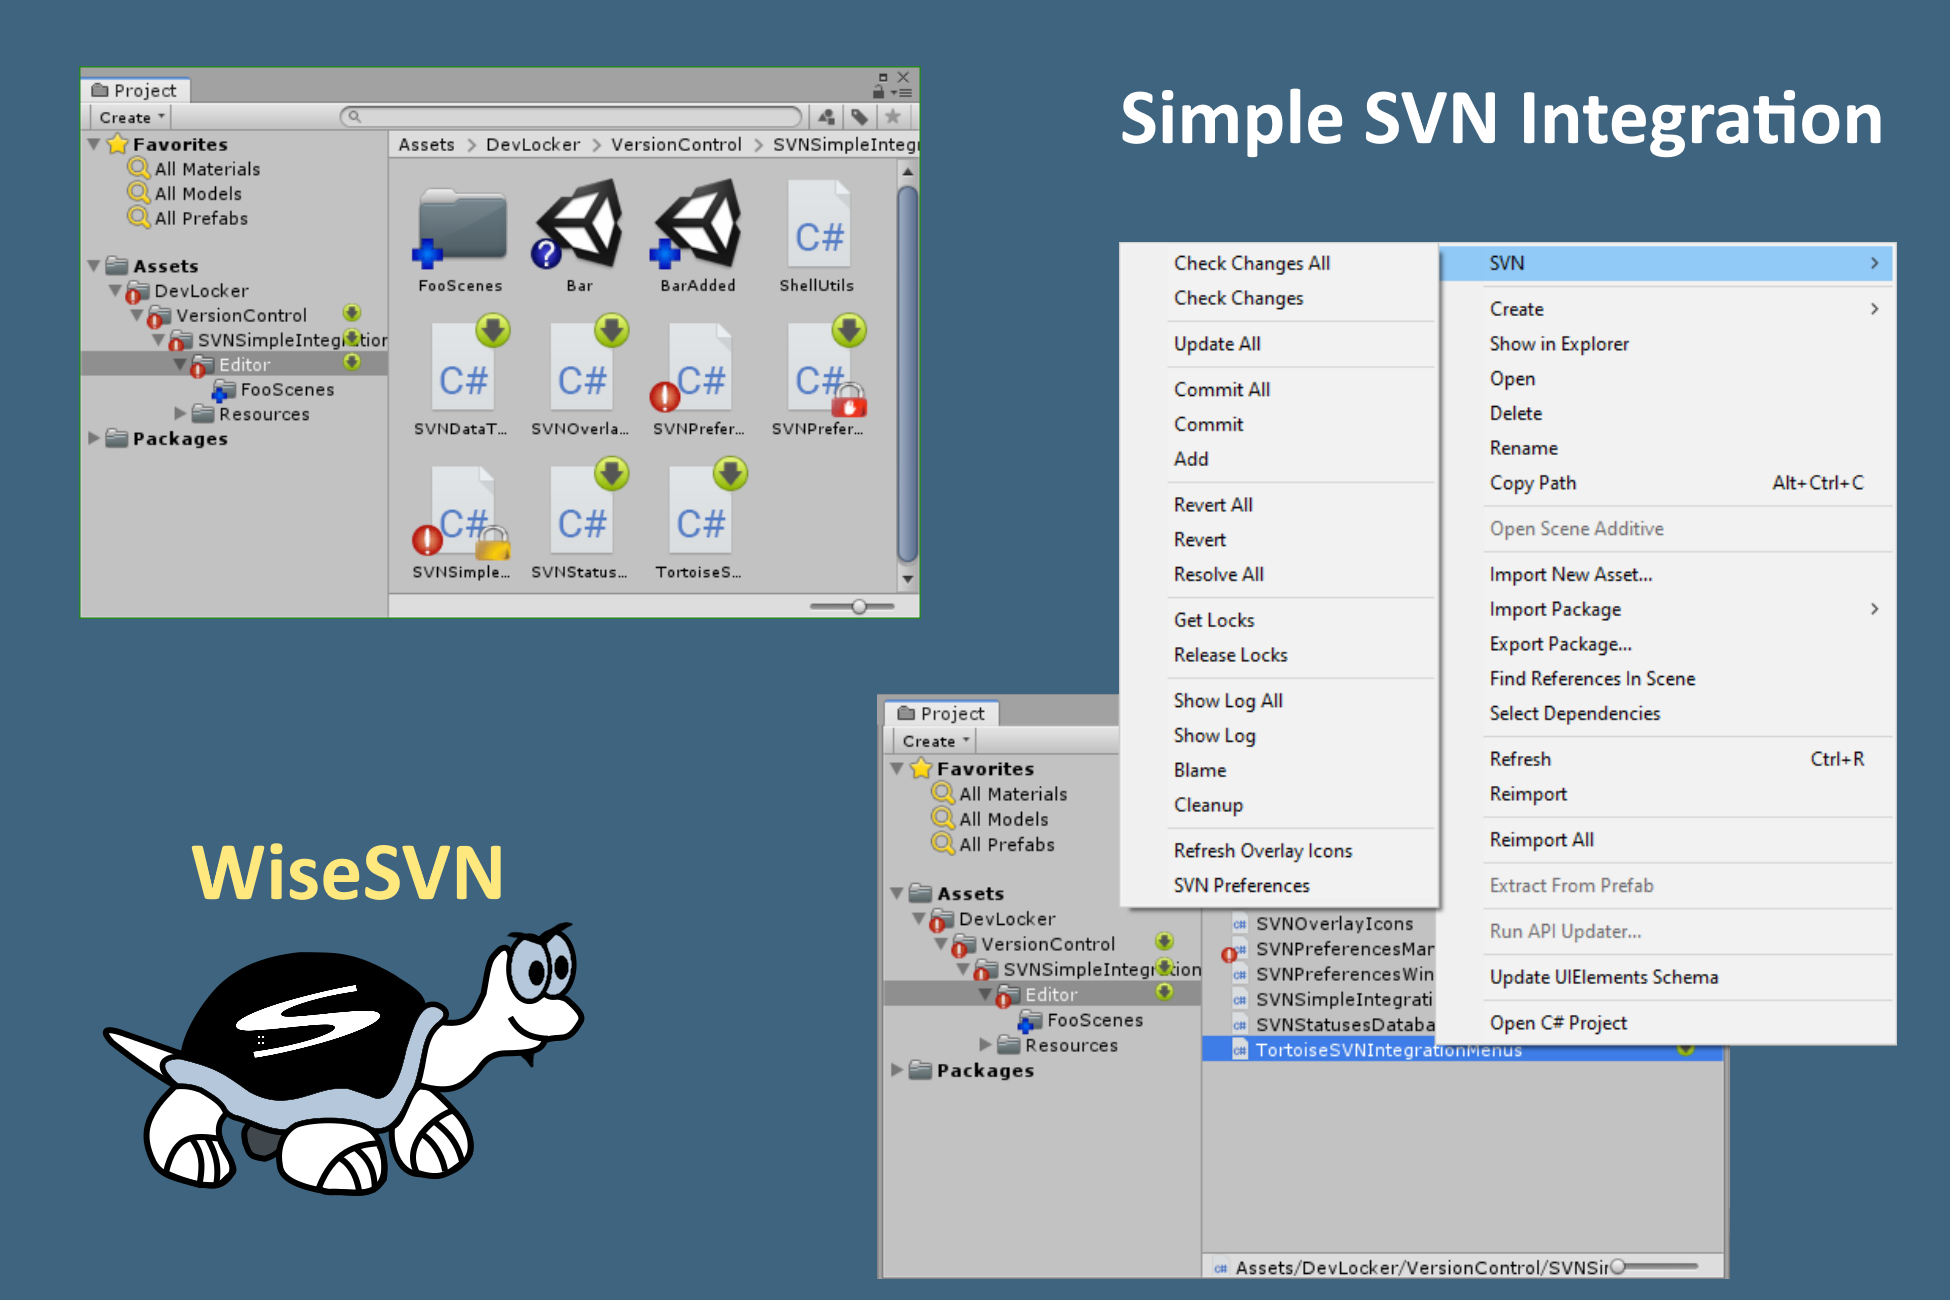 Simple SVN Integration
Project
Create
Favorites
All Materials
All Models
All Prefabs
Assets
DevLocker
VersionControl
SVNSimpleIntegration
Editor
FooScenes
Resources
Packages
Assets > DevLocker > VersionControl > SVNSimpleInteg
FooScenes Bar BarAdded ShellUtils
C#
C# C# C# C#
SVNDataT... SVNOverla... SVNPrefer... SVNPrefer...
C# C# C#
SVNSimple... SVNStatus... TortoiseS...
Check Changes All
Check Changes
Update All
Commit All
Commit
Add
Revert All
Revert
Resolve All
Get Locks
Release Locks
Show Log All
Show Log
Blame
Cleanup
Refresh Overlay Icons
SVN Preferences
SVN
Create
Show in Explorer
Open
Delete
Rename
Copy Path Alt+Ctrl+C
Open Scene Additive
Import New Asset...
Import Package
Export Package...
Find References In Scene
Select Dependencies
Refresh Ctrl+R
Reimport
Reimport All
Extract From Prefab
Run API Updater...
Update UIElements Schema
Open C# Project
Project
Create
Favorites
All Materials
All Models
All Prefabs
Assets
DevLocker
VersionControl
SVNSimpleIntegration
Editor
FooScenes
Resources
Packages
SVNOverlayIcons
SVNPreferencesMar
SVNPreferencesWin
SVNSimpleIntegrati
SVNStatusesDataba
TortoiseSVNIntegrationMenus
Assets/DevLocker/VersionControl/SVNSi
WiseSVN